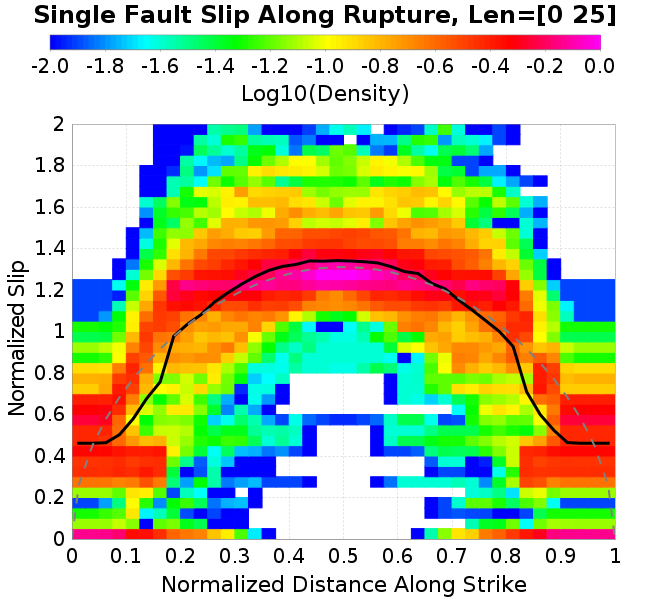 Single Fault Slip Along Rupture, Len=[0 25]
-2.0 -1.8 -1.6 -1.4 -1.2 -1.0 -0.8 -0.6 -0.4 -0.2 0.0
Log10(Density)
2
1.8
1.6
1.4
1.2
1
0.8
0.6
0.4
0.2
0
Normalized Slip
0 0.1 0.2 0.3 0.4 0.5 0.6 0.7 0.8 0.9 1
Normalized Distance Along Strike